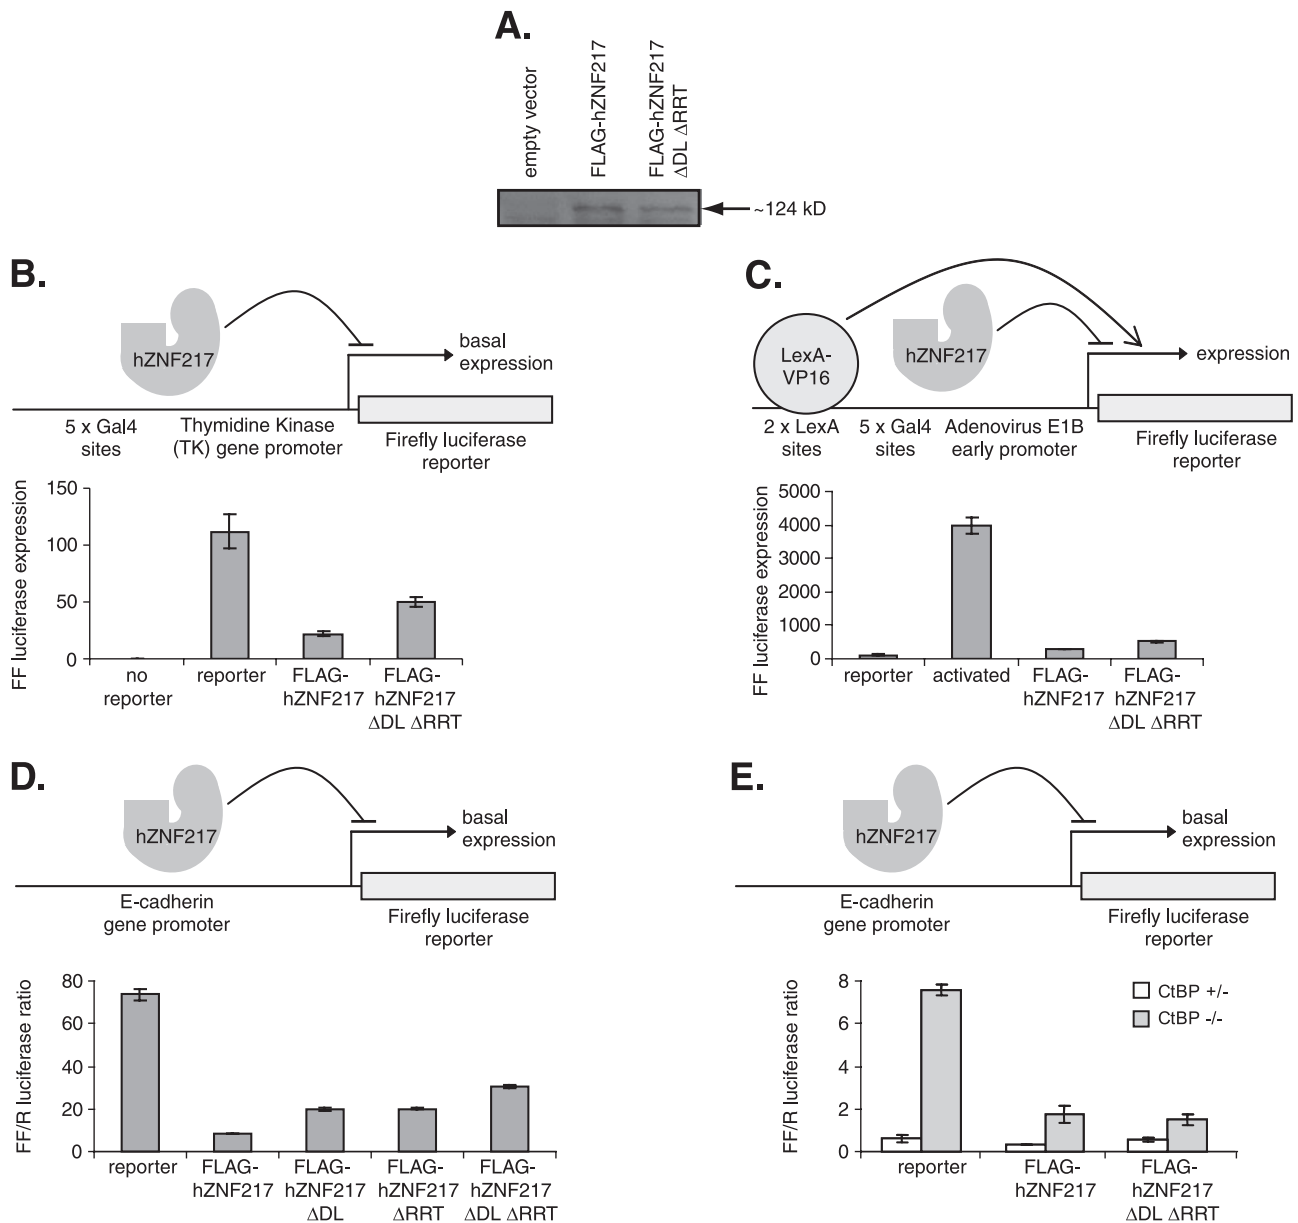 A.
empty vector
FLAG-hZNF217
FLAG-hZNF217
ΔDL ΔRRT
~124 kD
B.
hZNF217
basal
expression
5 x Gal4
sites
Thymidine Kinase
(TK) gene promoter
Firefly luciferase
reporter
FF luciferase expression
150
100
50
0
no
reporter
reporter
FLAG-
hZNF217
FLAG-
hZNF217
ΔDL ΔRRT
C.
LexA-
VP16
hZNF217
expression
2 x LexA
sites
5 x Gal4
sites
Adenovirus E1B
early promoter
Firefly luciferase
reporter
FF luciferase expression
5000
4000
3000
2000
1000
0
reporter
activated
FLAG-
hZNF217
FLAG-
hZNF217
ΔDL ΔRRT
D.
hZNF217
basal
expression
E-cadherin
gene promoter
Firefly luciferase
reporter
FF/R luciferase ratio
80
60
40
20
0
reporter
FLAG-
hZNF217
FLAG-
hZNF217
ΔDL
FLAG-
hZNF217
ΔRRT
FLAG-
hZNF217
ΔDL ΔRRT
E.
hZNF217
basal
expression
E-cadherin
gene promoter
Firefly luciferase
reporter
FF/R luciferase ratio
8
6
4
2
0
CtBP +/-
CtBP -/-
reporter
FLAG-
hZNF217
FLAG-
hZNF217
ΔDL ΔRRT